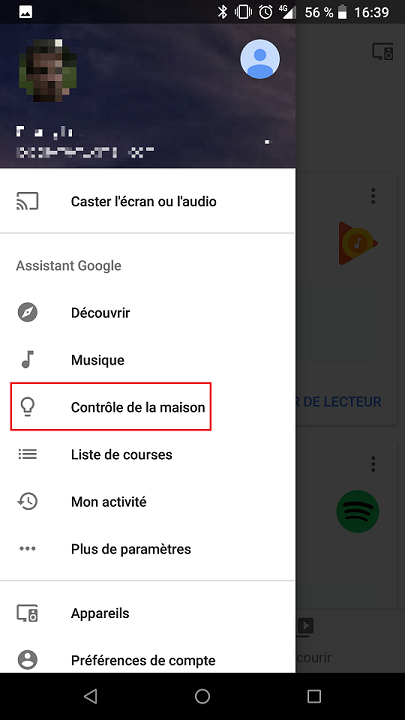 4G 56 % 16:39
Caster l'écran ou l'audio
Assistant Google
Découvrir
Musique
Contrôle de la maison
R DE LECTEUR
Liste de courses
Mon activité
Plus de paramètres
Appareils
Préférences de compte
courir